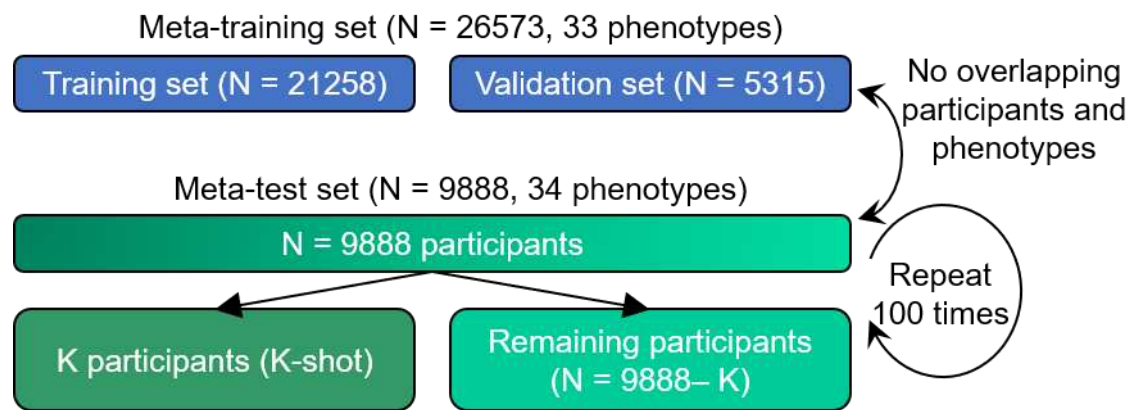 Meta-training set (N = 26573, 33 phenotypes)
Training set (N = 21258)
Validation set (N = 5315)
No overlapping
participants and
phenotypes
Meta-test set (N = 9888, 34 phenotypes)
N = 9888 participants
Repeat
100 times
K participants (K-shot)
Remaining participants
(N = 9888– K)